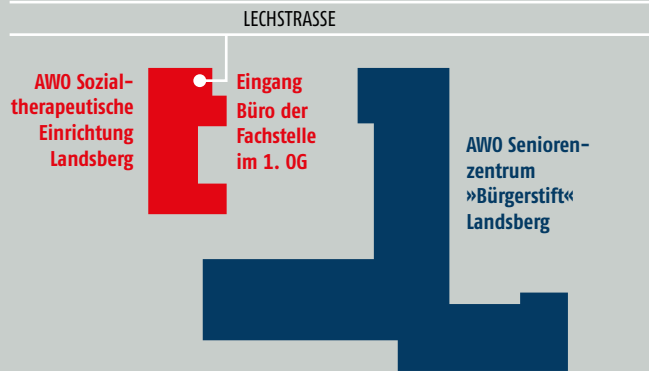 LECHSTRASSE
AWO Sozial-
therapeutische
Einrichtung
Landsberg
Eingang
Büro der
Fachstelle
im 1. OG
AWO Senioren-
zentrum
»Bürgerstift«
Landsberg